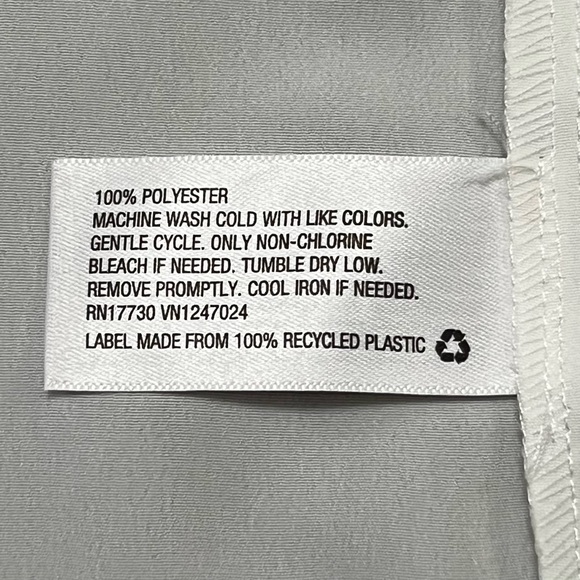 100% POLYESTER
MACHINE WASH COLD WITH LIKE COLORS.
GENTLE CYCLE. ONLY NON-CHLORINE
BLEACH IF NEEDED. TUMBLE DRY LOW.
REMOVE PROMPTLY. COOL IRON IF NEEDED.
RN17730 VN1247024
LABEL MADE FROM 100% RECYCLED PLASTIC